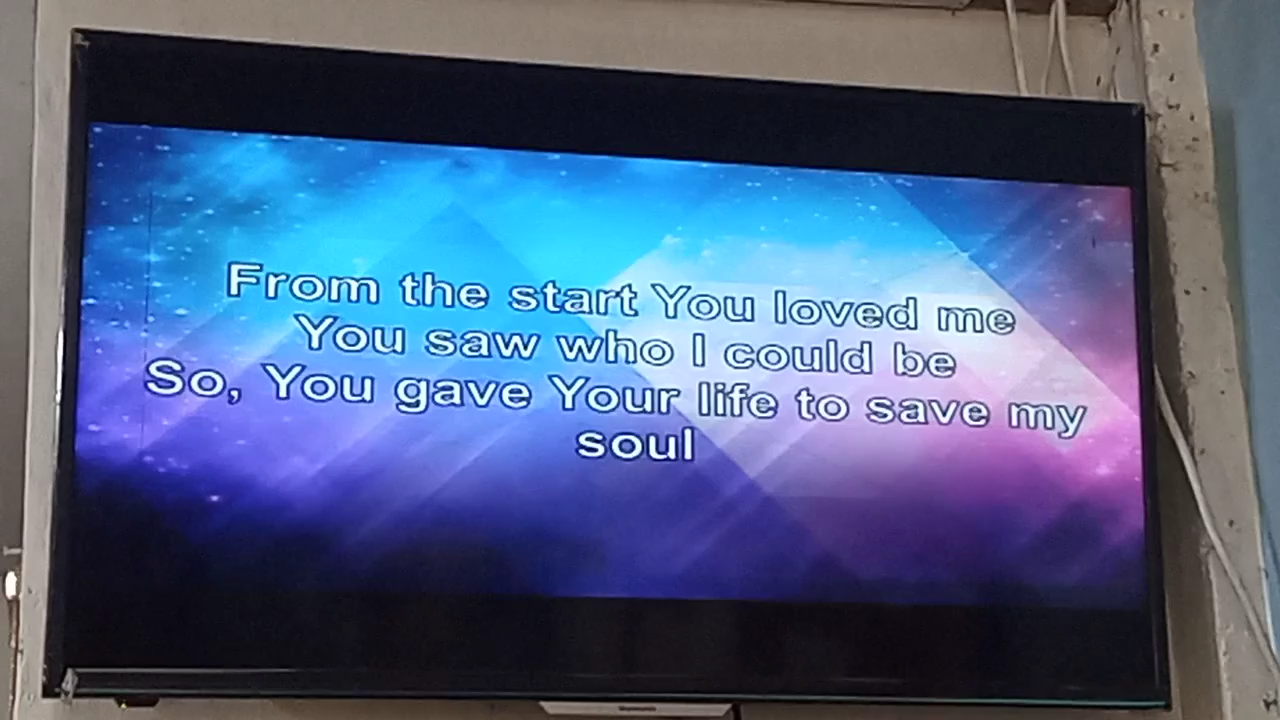 From the start You loved me
You saw who I could be
So, You gave Your life to save my
soul